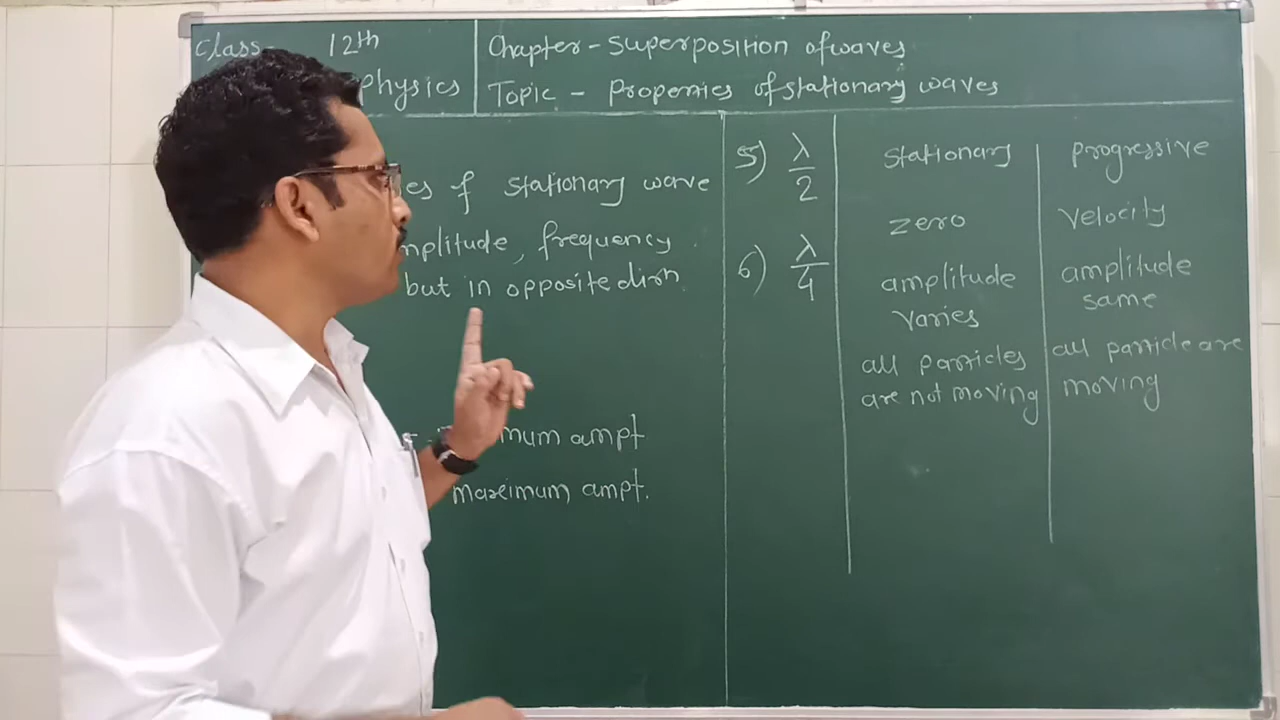 Class- 12th
physics
Chapter - Superposition of waves
Topic - Properties of stationary waves
es f stationary wave
mplitude, frequency
but in opposite dirn.
mum ampt
maximum ampt.
5) λ/2
6) λ/4
stationary progressive
zero velocity
amplitude amplitude
varies same
all particles all particle are
are not moving moving